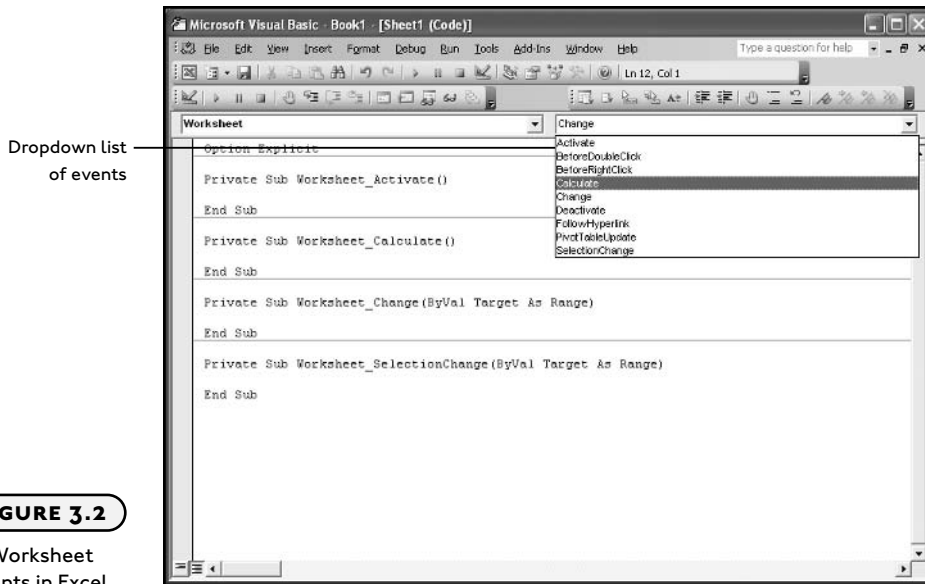 Microsoft Visual Basic - Book1 - [Sheet1 (Code)]
File Edit View Insert Format Debug Run Tools Add-Ins Window Help Type a question for help
Ln 12, Col 1
Worksheet Change
Dropdown list
of events
Activate
BeforeDoubleClick
BeforeRightClick
Calculate
Change
Deactivate
FollowHyperlink
PivotTableUpdate
SelectionChange
Option Explicit
Private Sub Worksheet_Activate()
End Sub
Private Sub Worksheet_Calculate()
End Sub
Private Sub Worksheet_Change(ByVal Target As Range)
End Sub
Private Sub Worksheet_SelectionChange(ByVal Target As Range)
End Sub
GURE 3.2
Worksheet
nts in Excel